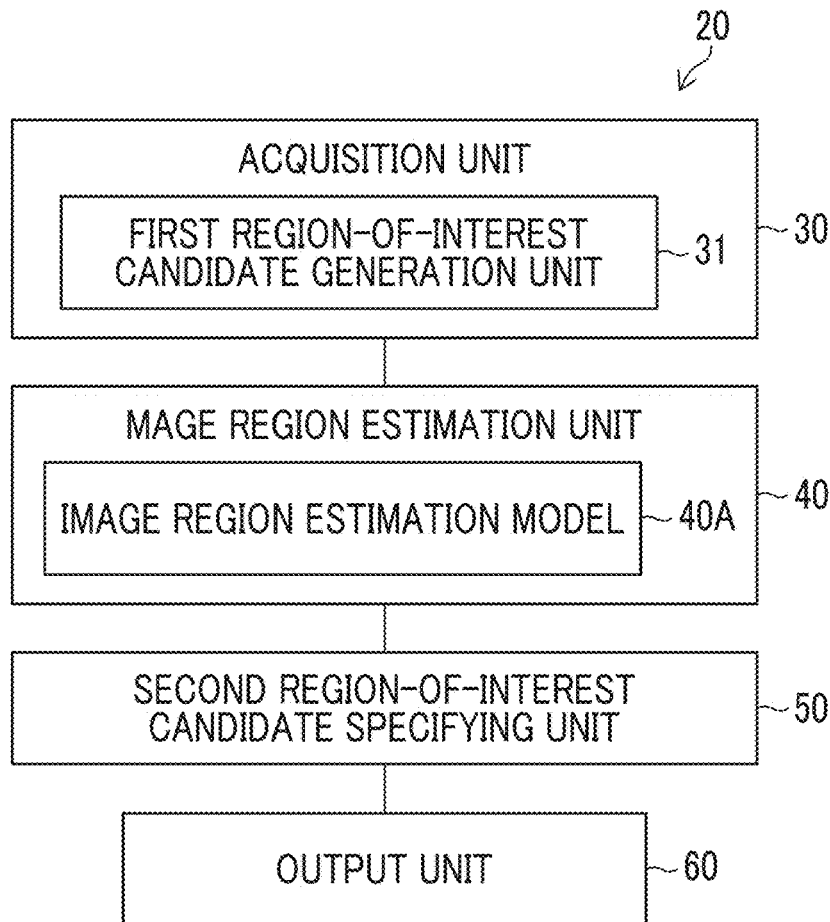 20
ACQUISITION UNIT
FIRST REGION-OF-INTEREST
CANDIDATE GENERATION UNIT
31
30
MAGE REGION ESTIMATION UNIT
IMAGE REGION ESTIMATION MODEL
40A
40
SECOND REGION-OF-INTEREST
CANDIDATE SPECIFYING UNIT
50
OUTPUT UNIT
60